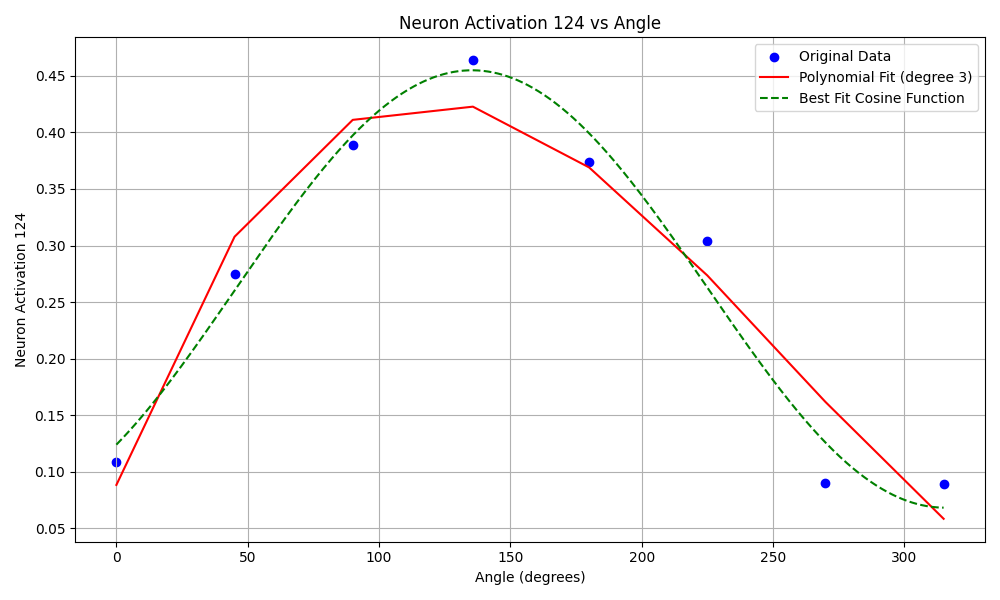 Neuron Activation 124 vs Angle
Original Data
Polynomial Fit (degree 3)
Best Fit Cosine Function
Neuron Activation 124
0.45
0.40
0.35
0.30
0.25
0.20
0.15
0.10
0.05
0 50 100 150 200 250 300
Angle (degrees)